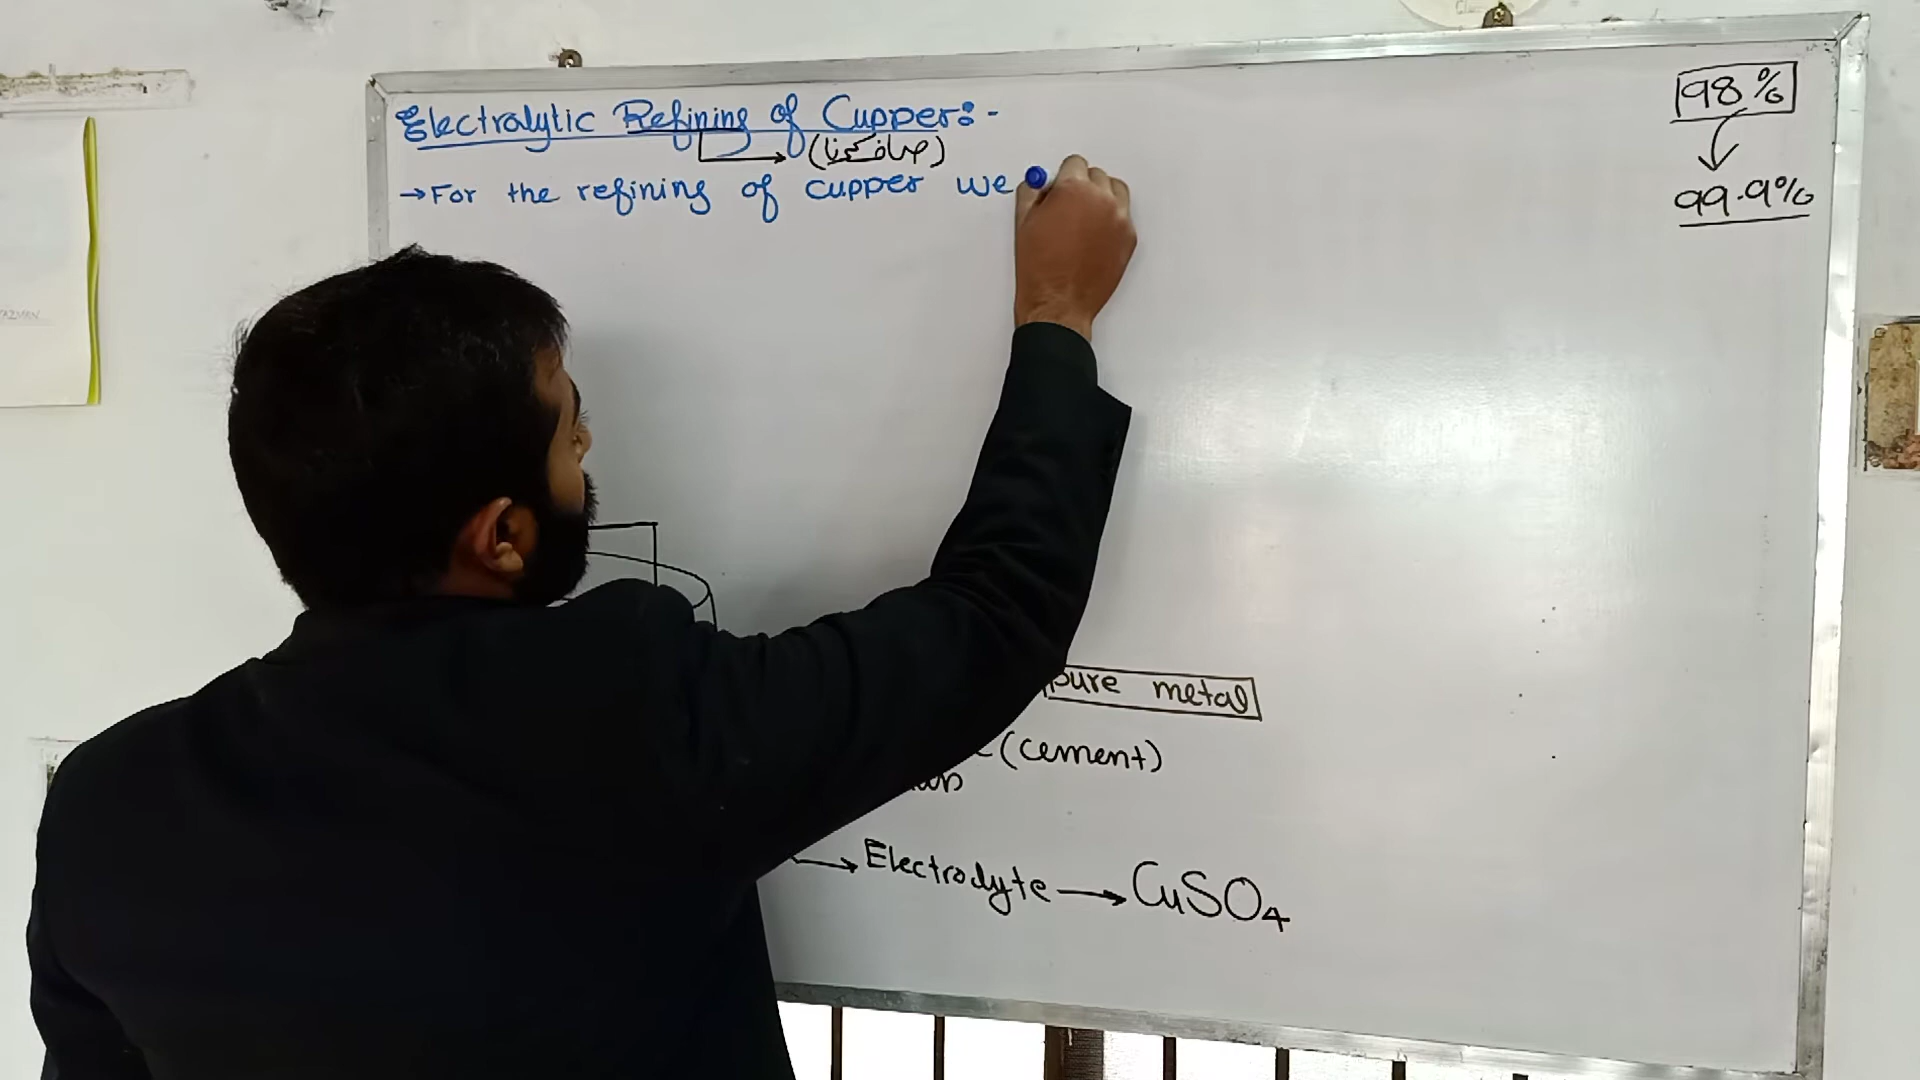 Electralytic Refining of Cupper:-
(صاف کرنا)
→For the refining of cupper we
98%
99.9%
pure metal
(cement)
→Electrolyte→CuSO4